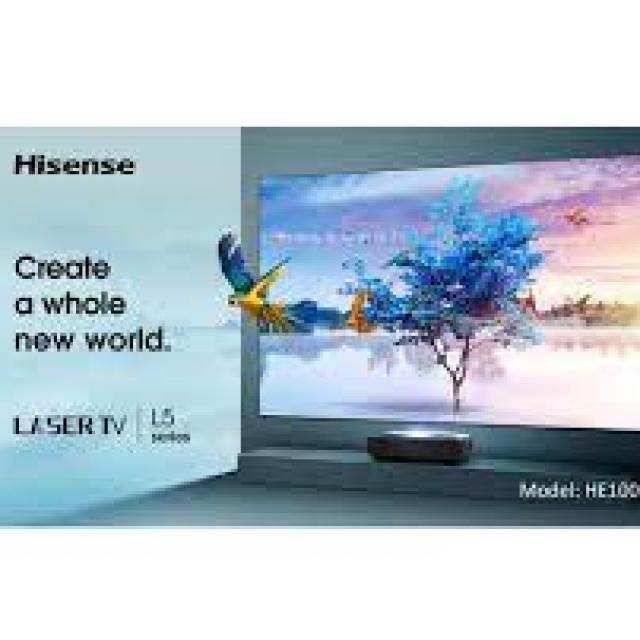 Hisense
Create
a whole
new world.
LASER TV
L5
series
Model: HE100